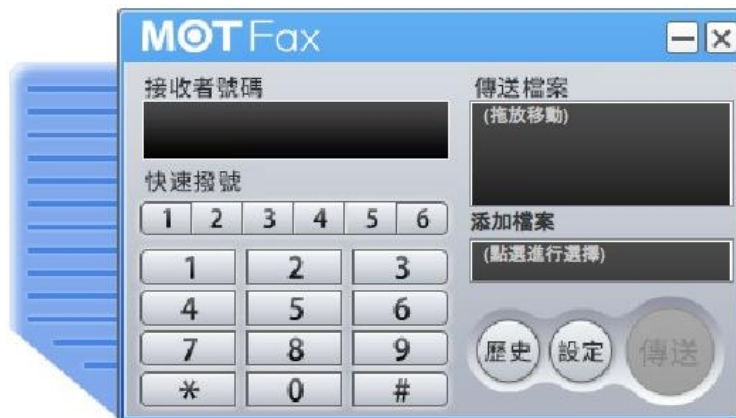 MOTFax
接收者號碼
快速撥號
1 2 3 4 5 6
1 2 3
4 5 6
7 8 9
* 0 #
傳送檔案
(拖放移動)
添加檔案
(點選進行選擇)
歷史 設定 傳送